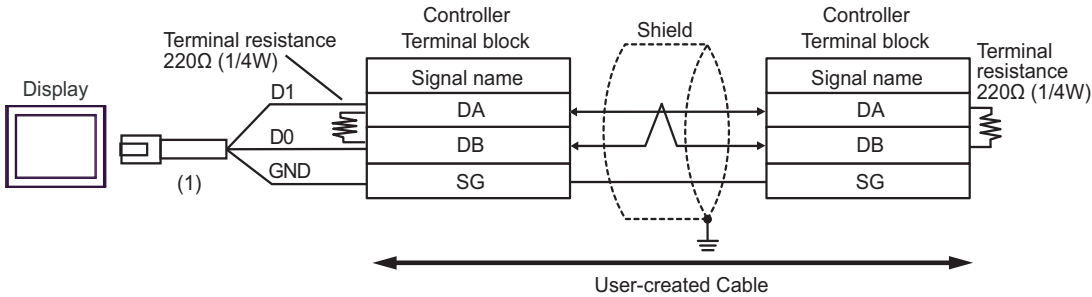 Controller
Terminal block
Shield
Controller
Terminal block
Terminal resistance
220Ω (1/4W)
Terminal
resistance
220Ω (1/4W)
Display
Signal name
Signal name
D1
DA
DA
D0
DB
DB
GND
SG
SG
(1)
User-created Cable